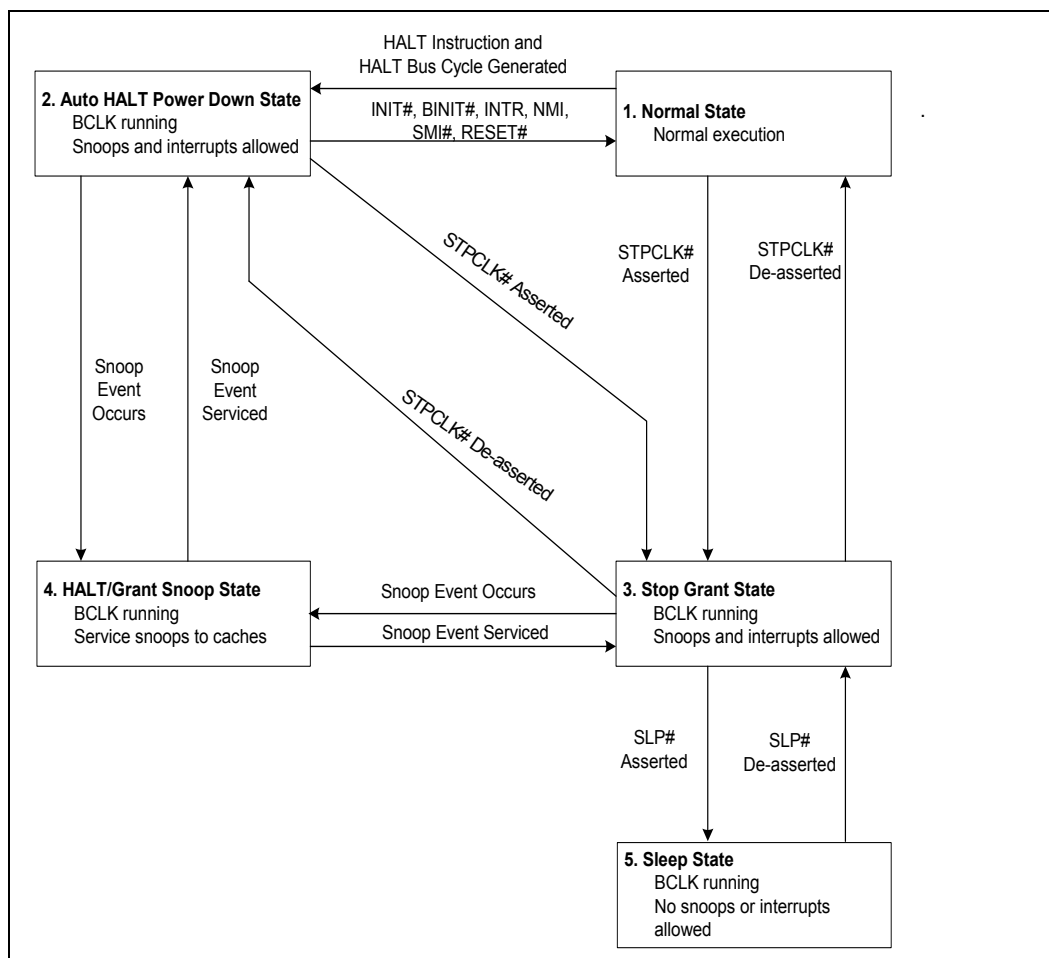 HALT Instruction and
HALT Bus Cycle Generated
2. Auto HALT Power Down State
BCLK running
Snoops and interrupts allowed
INIT#, BINIT#, INTR, NMI,
SMI#, RESET#
1. Normal State
Normal execution
.
STPCLK# Asserted
STPCLK#
Asserted
STPCLK#
De-asserted
Snoop
Event
Occurs
Snoop
Event
Serviced
STPCLK# De-asserted
4. HALT/Grant Snoop State
BCLK running
Service snoops to caches
Snoop Event Occurs
Snoop Event Serviced
3. Stop Grant State
BCLK running
Snoops and interrupts allowed
SLP#
Asserted
SLP#
De-asserted
5. Sleep State
BCLK running
No snoops or interrupts
allowed